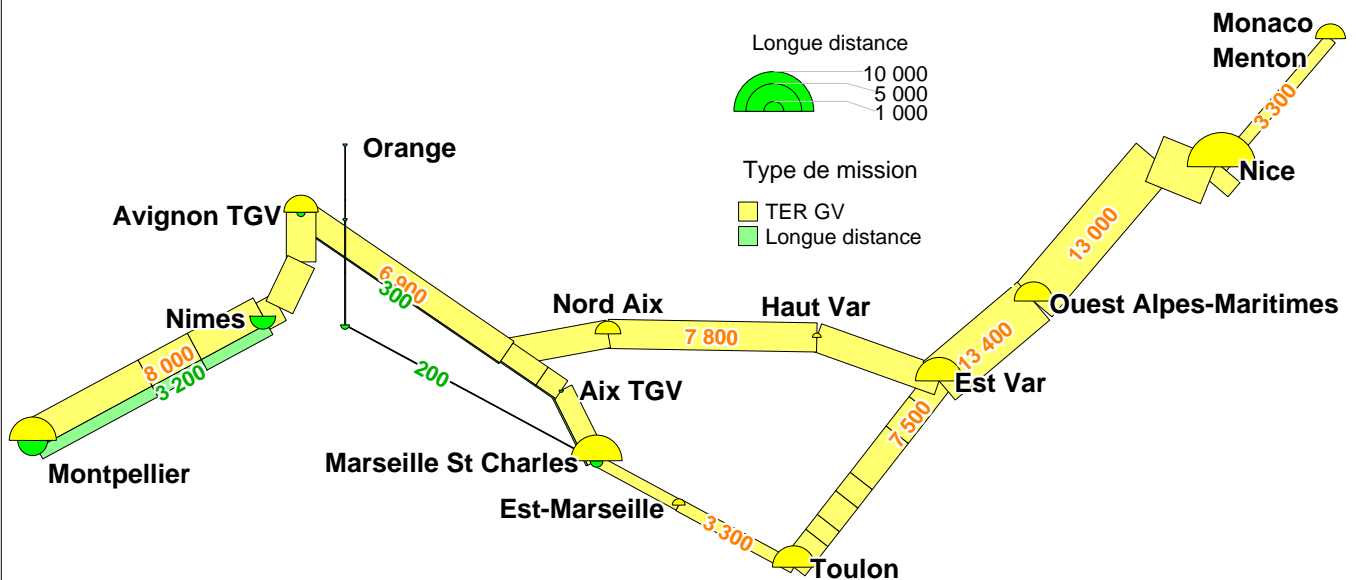 Monaco
Menton
Longue distance
10 000
5 000
1 000
3 300
Orange
Nice
Type de mission
Avignon TGV
TER GV
Longue distance
13 000
6 900
300
Nord Aix
Haut Var
Ouest Alpes-Maritimes
Nimes
7 800
13 400
8 000
3 200
200
Aix TGV
Est Var
7 500
Montpellier
Marseille St Charles
Est-Marseille
3 300
Toulon